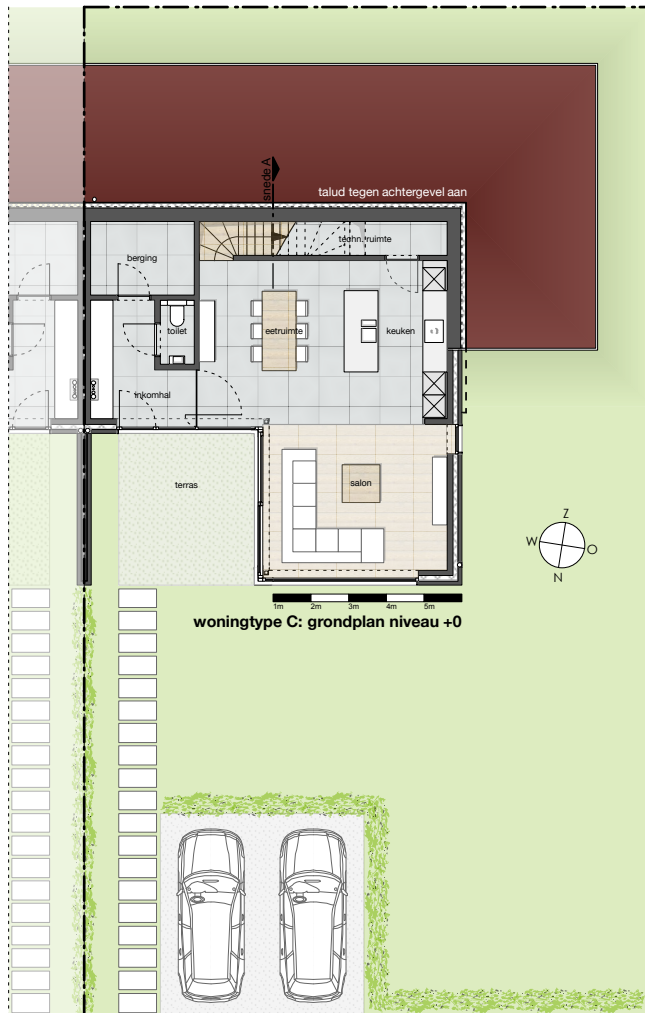 snede A
talud tegen achtergevel aan
berging
techn. ruimte
toilet
eetruimte
keuken
inkomhal
terras
salon
Z
W
O
N
1m 2m 3m 4m 5m
woningtype C: grondplan niveau +0